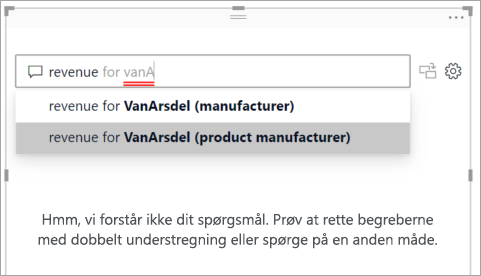 revenue for vanA
revenue for VanArsdel (manufacturer)
revenue for VanArsdel (product manufacturer)
Hmm, vi forstår ikke dit spørgsmål. Prøv at rette begreberne
med dobbelt understregning eller spørge på en anden måde.